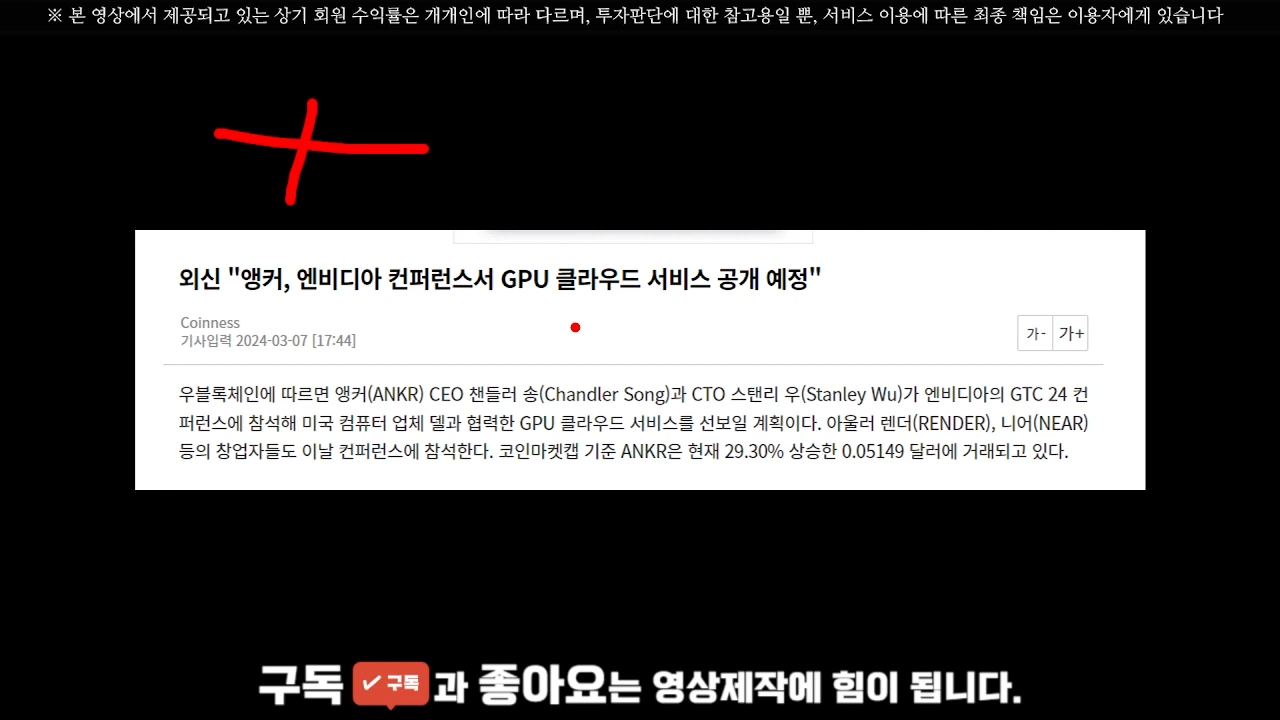 ※ 본 영상에서 제공되고 있는 상기 회원 수익률은 개개인에 따라 다르며, 투자판단에 대한 참고용일 뿐, 서비스 이용에 따른 최종 책임은 이용자에게 있습니다
외신 "앵커, 엔비디아 컨퍼런스서 GPU 클라우드 서비스 공개 예정"
Coinness
기사입력 2024-03-07 [17:44]
가- 가+
우블록체인에 따르면 앵커(ANKR) CEO 챈들러 송(Chandler Song)과 CTO 스탠리 우(Stanley Wu)가 엔비디아의 GTC 24 컨
퍼런스에 참석해 미국 컴퓨터 업체 델과 협력한 GPU 클라우드 서비스를 선보일 계획이다. 아울러 렌더(RENDER), 니어(NEAR)
등의 창업자들도 이날 컨퍼런스에 참석한다. 코인마켓캡 기준 ANKR은 현재 29.30% 상승한 0.05149 달러에 거래되고 있다.
구독 ✓ 구독 과 좋아요는 영상제작에 힘이 됩니다.